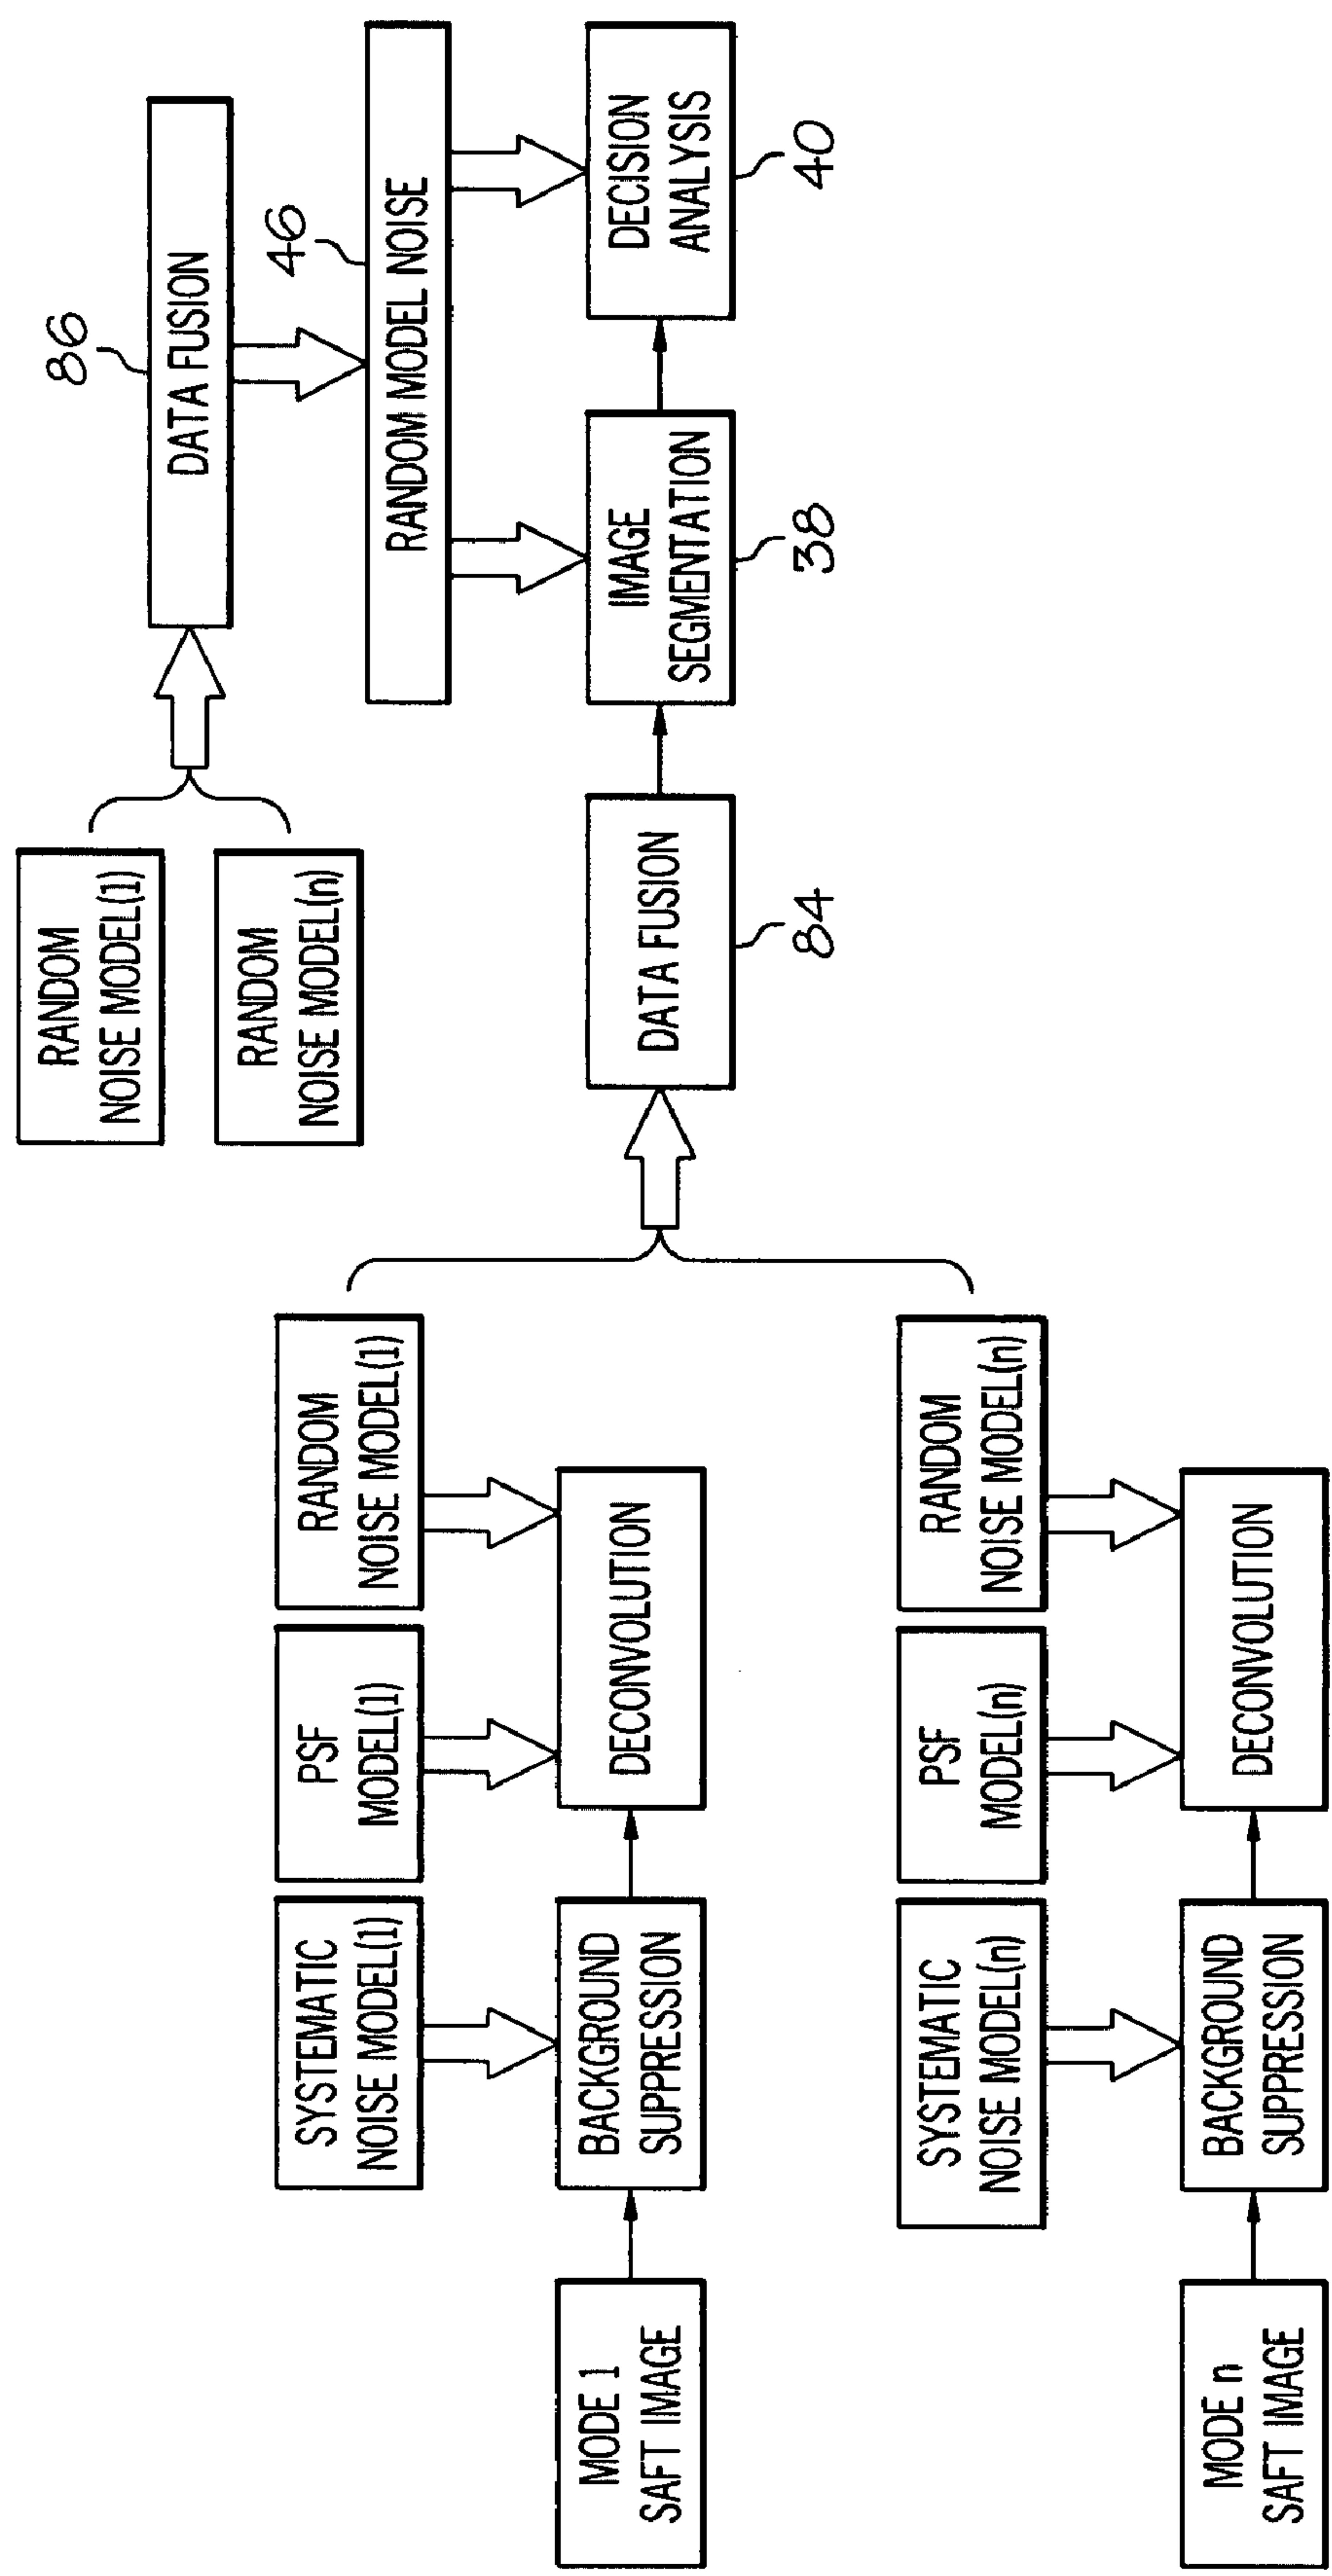 RANDOM
NOISE MODEL(1)
RANDOM
NOISE MODEL(n)
86
DATA FUSION
46
RANDOM MODEL NOISE
SYSTEMATIC
NOISE MODEL(1)
PSF
MODEL(1)
RANDOM
NOISE MODEL(1)
MODE 1
SAFT IMAGE
BACKGROUND
SUPPRESSION
DECONVOLUTION
DATA FUSION
84
IMAGE
SEGMENTATION
38
DECISION
ANALYSIS
40
SYSTEMATIC
NOISE MODEL(n)
PSF
MODEL(n)
RANDOM
NOISE MODEL(n)
MODE n
SAFT IMAGE
BACKGROUND
SUPPRESSION
DECONVOLUTION